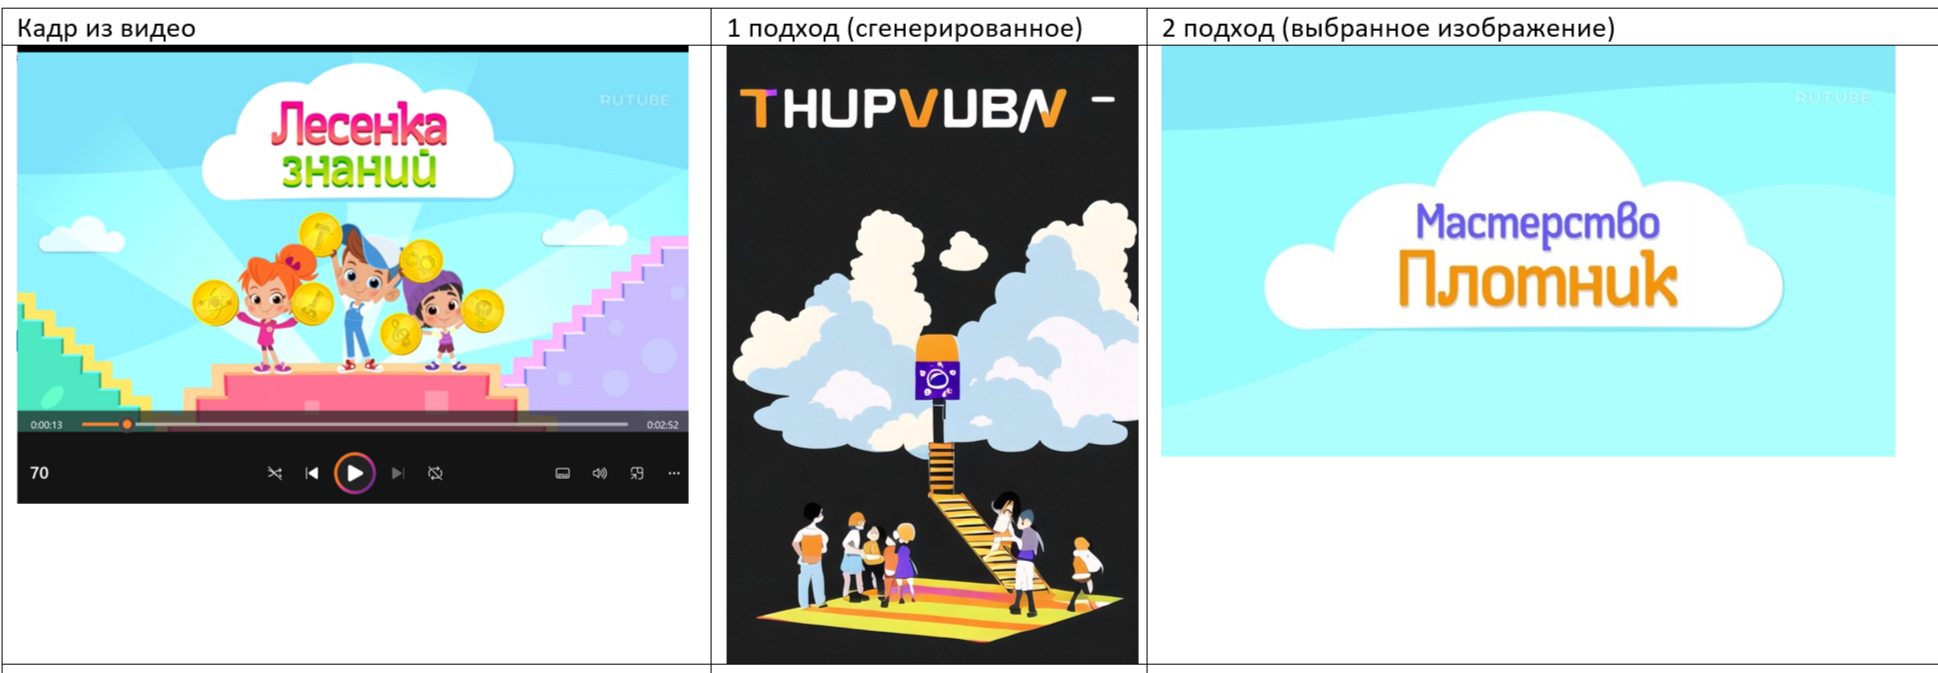 Кадр из видео
1 подход (сгенерированное)
2 подход (выбранное изображение)
Лесенка
знаний
RUTUBE
0:00:13
0:02:52
70
THUPVUBN –
RUTUBE
Мастерство
Плотник